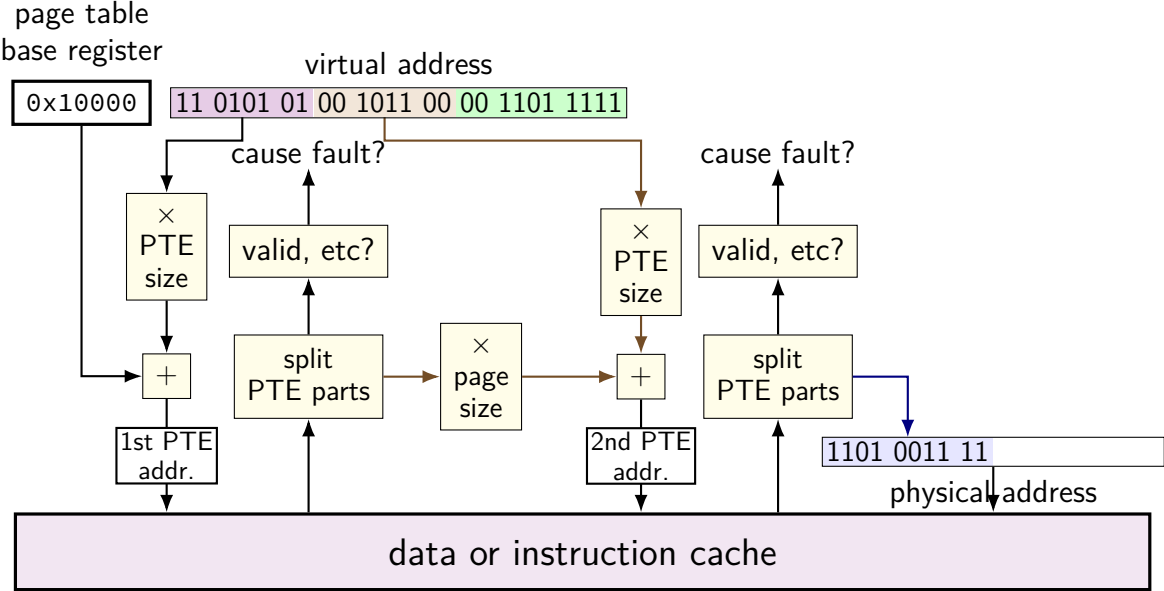 page table
base register
0x10000
virtual address
11 0101 01 00 1011 00 00 1101 1111
cause fault?
cause fault?
×
PTE
size
valid, etc?
×
PTE
size
valid, etc?
+
split
PTE parts
×
page
size
+
split
PTE parts
1st PTE
addr.
2nd PTE
addr.
1101 0011 11
physical address
data or instruction cache